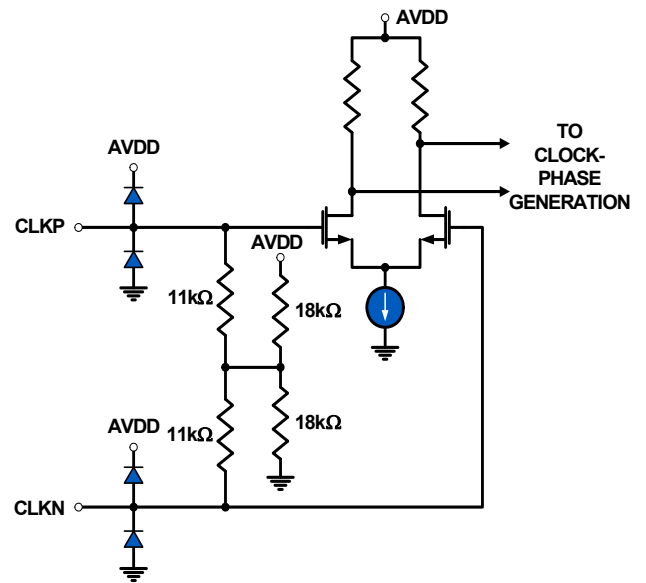 AVDD
TO
CLOCK-
PHASE
GENERATION
AVDD
CLKP
AVDD
11kΩ
18kΩ
AVDD
11kΩ
18kΩ
CLKN